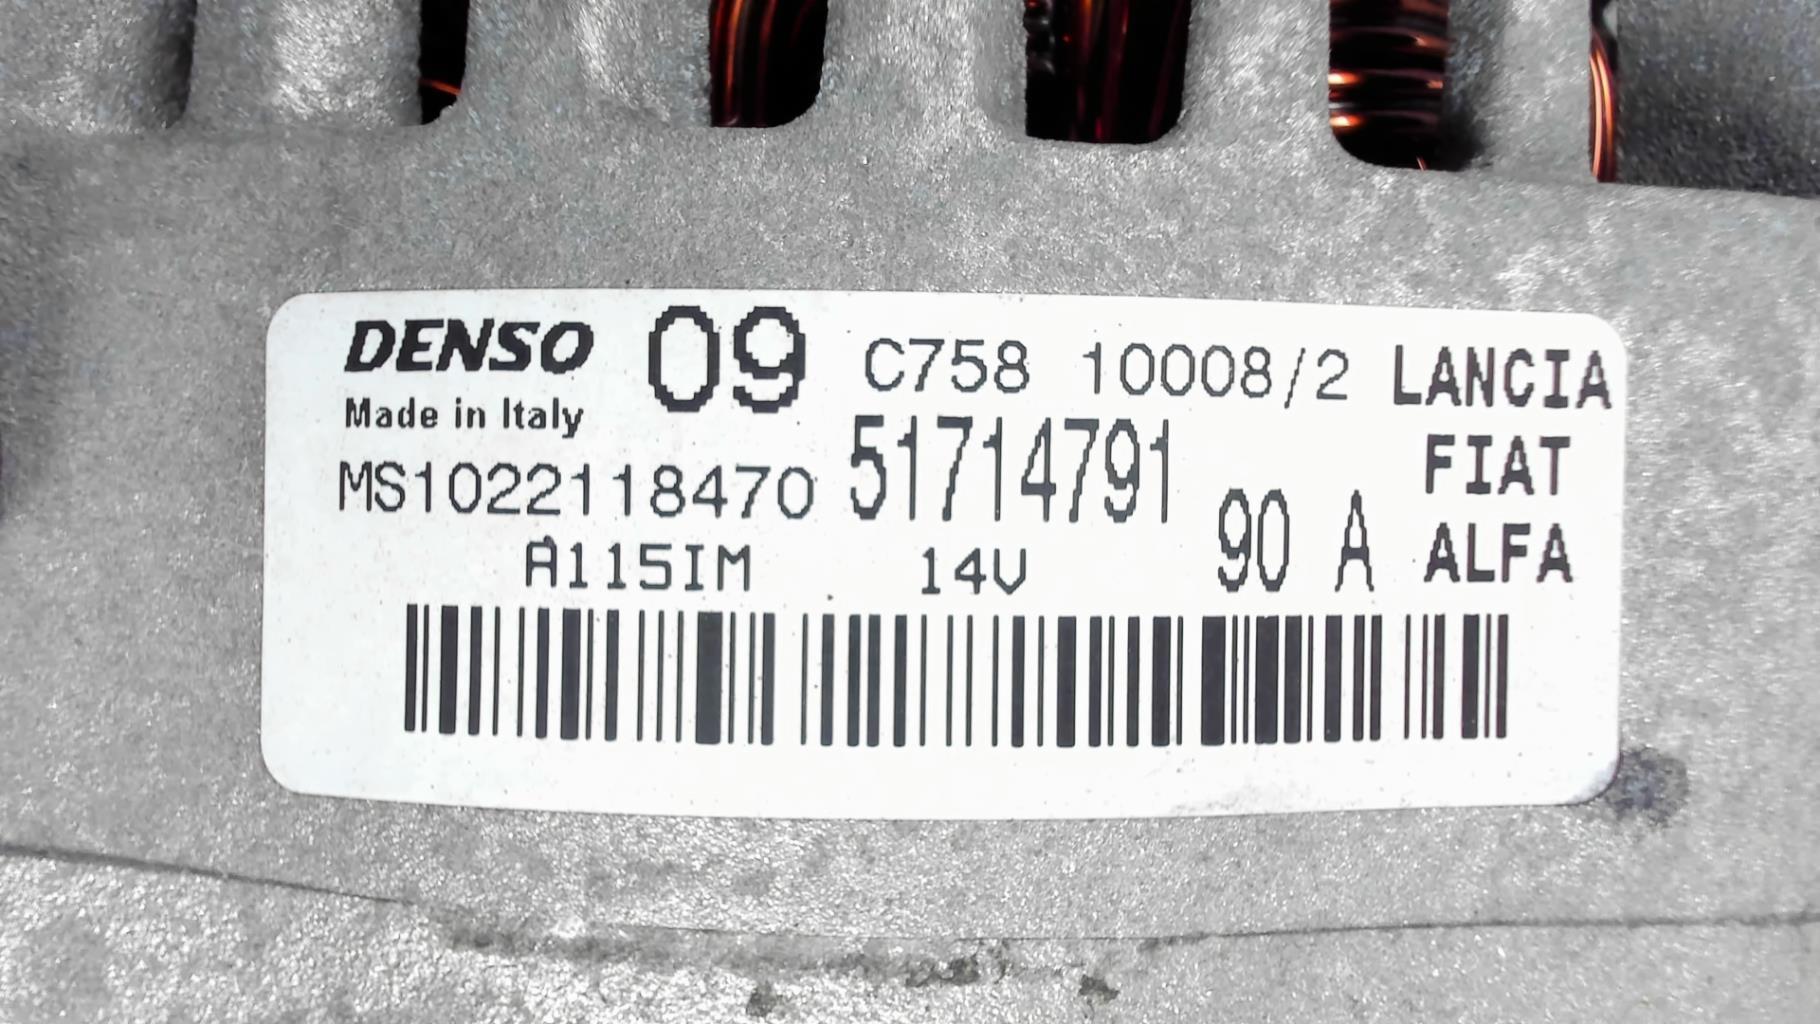 DENSO 09 C758 10008/2 LANCIA
Made in Italy
MS1022118470 51714791 FIAT
A115IM 14V 90 A ALFA